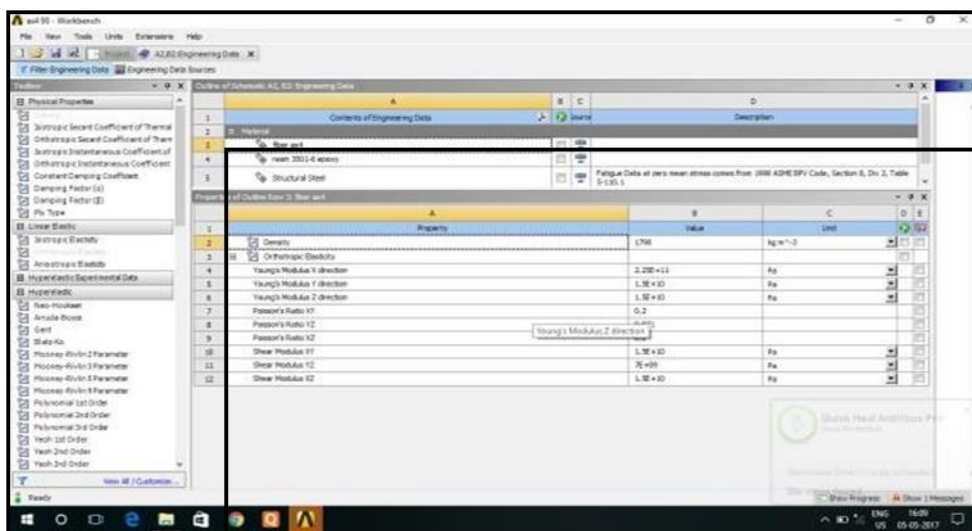 as4 90 - Workbench
File View Tools Units Extensions Help
Project A2,B2:Engineering Data
Filter Engineering Data Engineering Data Sources
Toolbox
Outline of Schematic A2, B2: Engineering Data
Physical Properties
Density
Isotropic Secant Coefficient of Thermal
Orthotropic Secant Coefficient of Therm
Isotropic Instantaneous Coefficient of
Orthotropic Instantaneous Coefficient
Constant Damping Coefficient
Damping Factor (α)
Damping Factor (β)
Ply Type
Linear Elastic
Isotropic Elasticity
Anisotropic Elasticity
Hyperelastic Experimental Data
Hyperelastic
Neo-Hookean
Arruda-Boyce
Gent
Blatz-Ko
Mooney-Rivlin 2 Parameter
Mooney-Rivlin 3 Parameter
Mooney-Rivlin 5 Parameter
Mooney-Rivlin 9 Parameter
Polynomial 1st Order
Polynomial 2nd Order
Polynomial 3rd Order
Yeoh 1st Order
Yeoh 2nd Order
Yeoh 3rd Order
View All / Customize...
A B C D
1 Contents of Engineering Data Source Description
2 Material
3 fiber as4
4 resin 3501-6 epoxy
5 Structural Steel Fatigue Data at zero mean stress comes from 1998 ASME BPV Code, Section 8, Div 2, Table 5-110.1
Properties of Outline Row 3: fiber as4
A B C D E
1 Property Value Unit
2 Density 1790 kg m^-3
3 Orthotropic Elasticity
4 Young's Modulus X direction 2.25E+11 Pa
5 Young's Modulus Y direction 1.5E+10 Pa
6 Young's Modulus Z direction 1.5E+10 Pa
7 Poisson's Ratio XY 0.2
8 Poisson's Ratio YZ
9 Poisson's Ratio XZ
Young's Modulus Z direction
10 Shear Modulus XY 1.5E+10 Pa
11 Shear Modulus YZ 7E+09 Pa
12 Shear Modulus XZ 1.5E+10 Pa
Quick Heal AntiVirus Pro
Virus Protection
Ready
Show Progress Show 1 Messages
ENG 16:09
US 05-05-2017